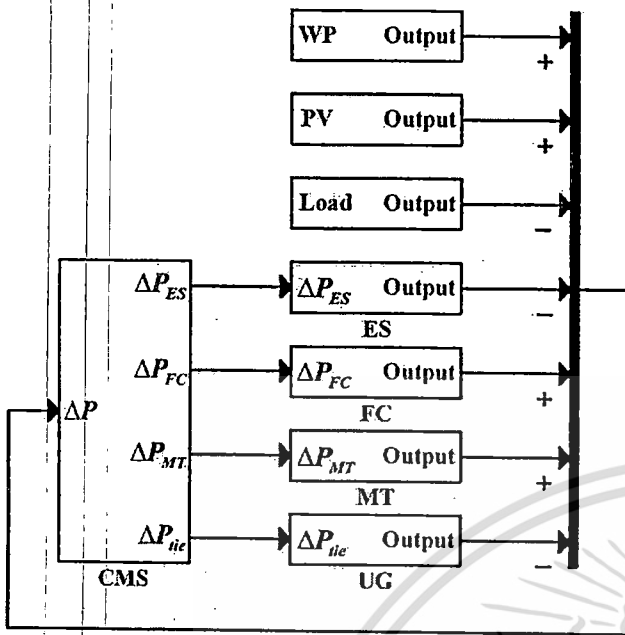 WP Output
+
PV Output
+
Load Output
−
ΔP_ES ΔP_ES Output
−
ES
ΔP_FC ΔP_FC Output
+
FC
ΔP
ΔP_MT ΔP_MT Output
+
MT
ΔP_tie ΔP_tie Output
−
CMS UG